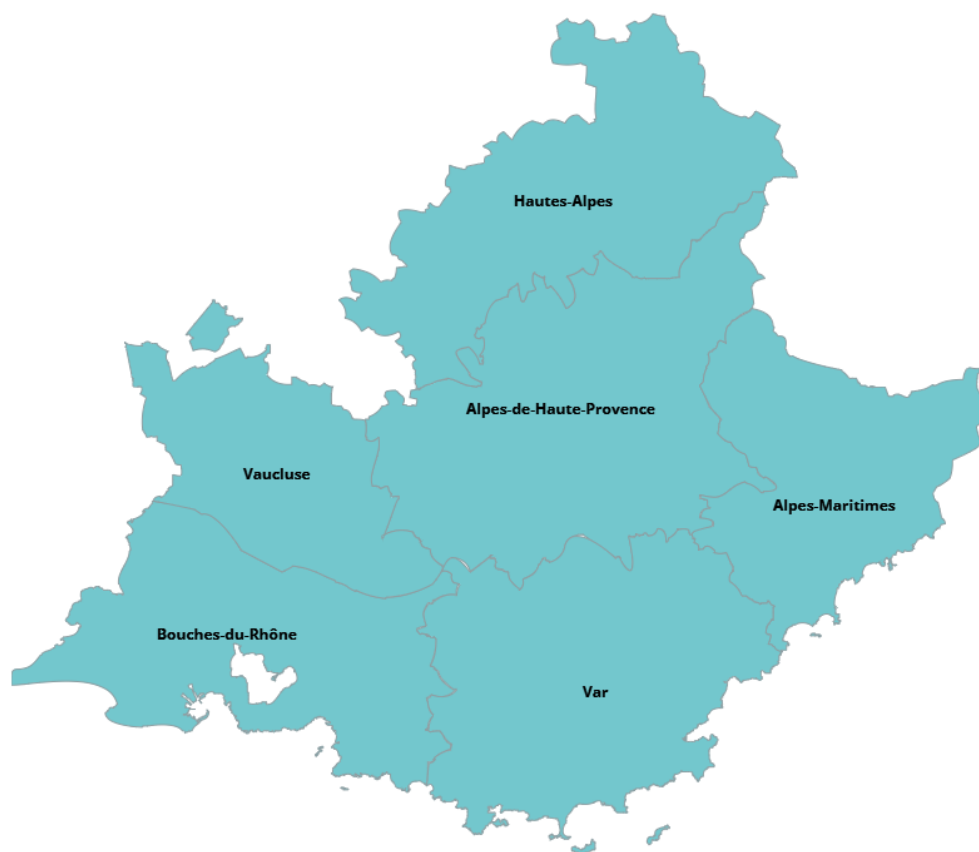 Hautes-Alpes
Alpes-de-Haute-Provence
Vaucluse
Alpes-Maritimes
Bouches-du-Rhône
Var